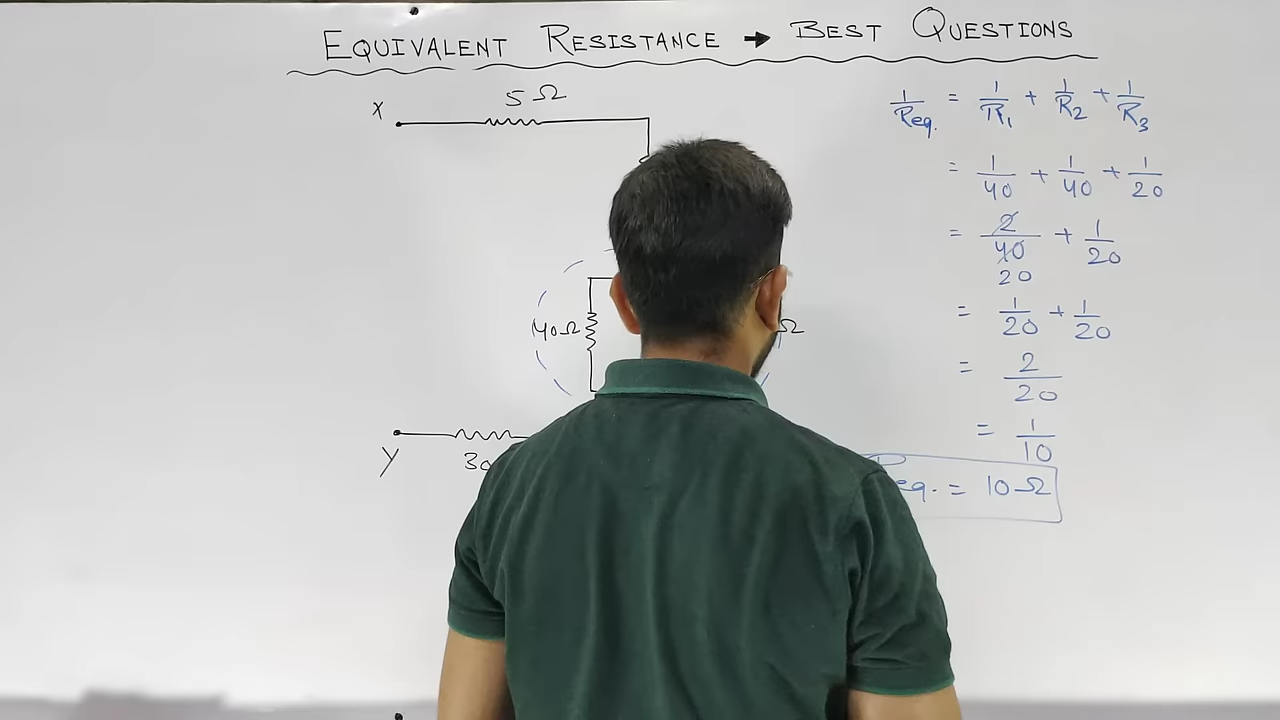 EQUIVALENT RESISTANCE → BEST QUESTIONS
X
5 Ω
40Ω
Ω
Y
30
1/Req. = 1/R₁ + 1/R₂ + 1/R₃
= 1/40 + 1/40 + 1/20
= 2/40 + 1/20
20
= 1/20 + 1/20
= 2/20
= 1/10
Req. = 10Ω